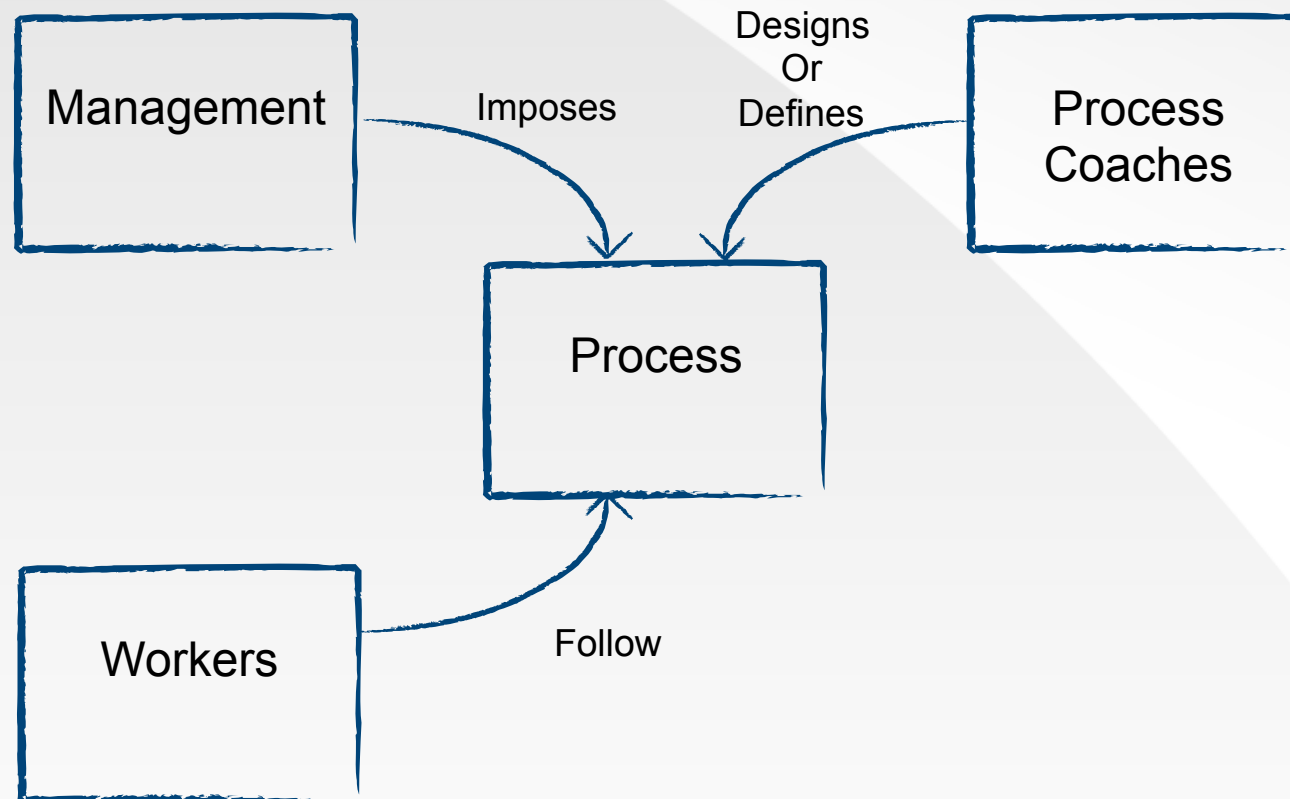 Management
Imposes
Designs
Or
Defines
Process
Coaches
Process
Workers
Follow